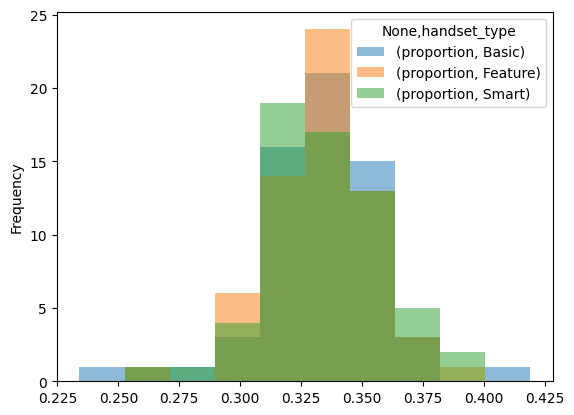 25
20
15
10
5
0
Frequency
None,handset_type
(proportion, Basic)
(proportion, Feature)
(proportion, Smart)
0.225 0.250 0.275 0.300 0.325 0.350 0.375 0.400 0.425